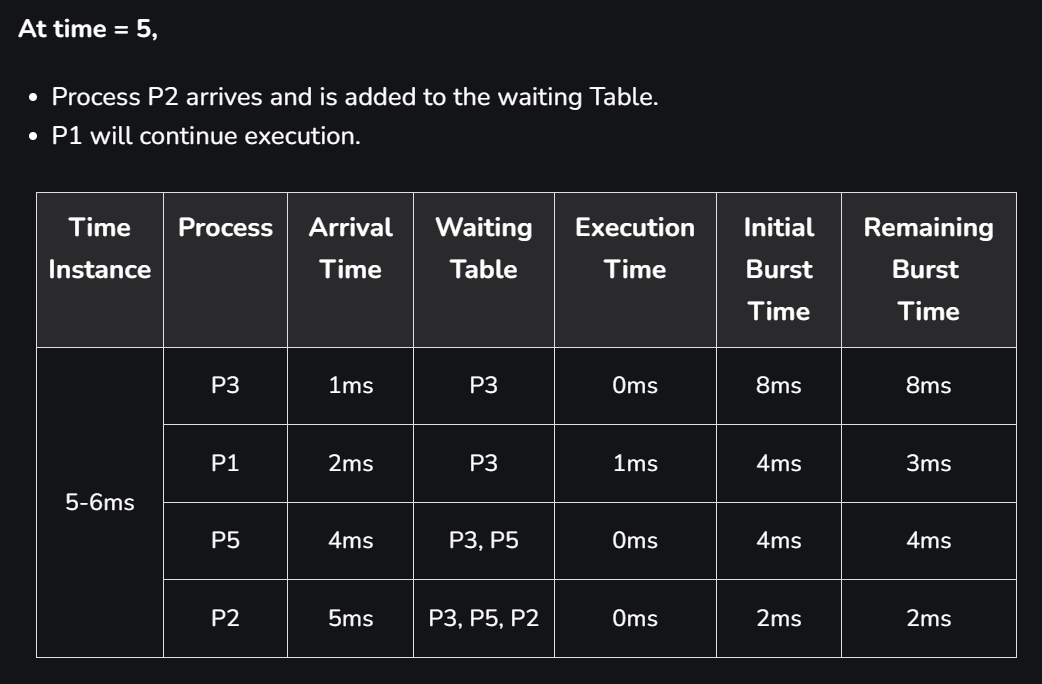 At time = 5,
Process P2 arrives and is added to the waiting Table.
P1 will continue execution.
Time Instance Process Arrival Time Waiting Table Execution Time Initial Burst Time Remaining Burst Time
5-6ms
P3 1ms P3 0ms 8ms 8ms
P1 2ms P3 1ms 4ms 3ms
P5 4ms P3, P5 0ms 4ms 4ms
P2 5ms P3, P5, P2 0ms 2ms 2ms